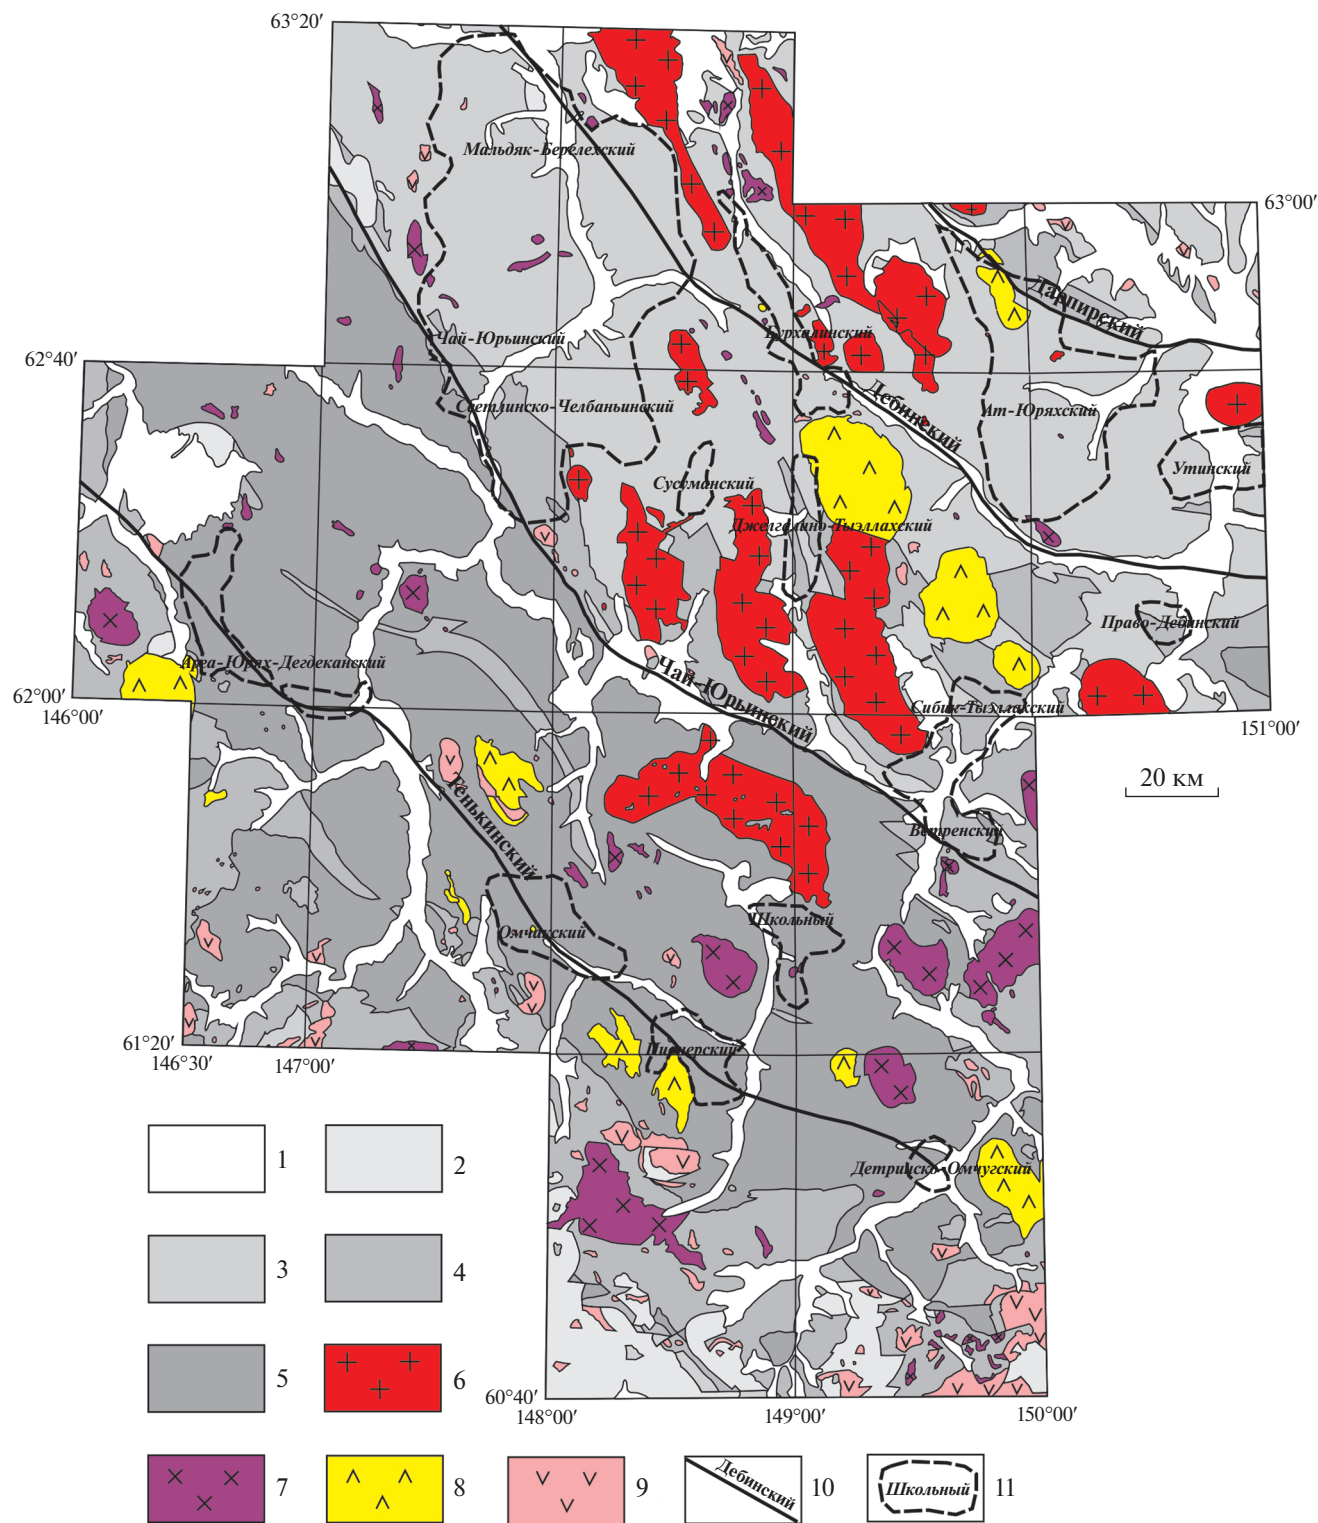 63°20′
63°00′
Мальдяк-Берелехский
Дарпирский
Бурхалинский
Чай-Юрьинский
62°40′
Дебинский
Светлинско-Челбаньинский
Ат-Юряхский
Утинский
Сусуманский
Джелгалино-Тыэллахский
Право-Дебинский
Арга-Юрях-Дегдеканский
Чай-Юрьинский
62°00′
146°00′
Сибик-Тыэллахский
151°00′
20 км
Тенькинский
Ветренский
Школьный
Омчакский
61°20′
146°30′
147°00′
Пионерский
Детринско-Омчугский
1
2
3
4
5
6
60°40′
148°00′
149°00′
150°00′
7
8
9
Дебинский
10
Школьный
11